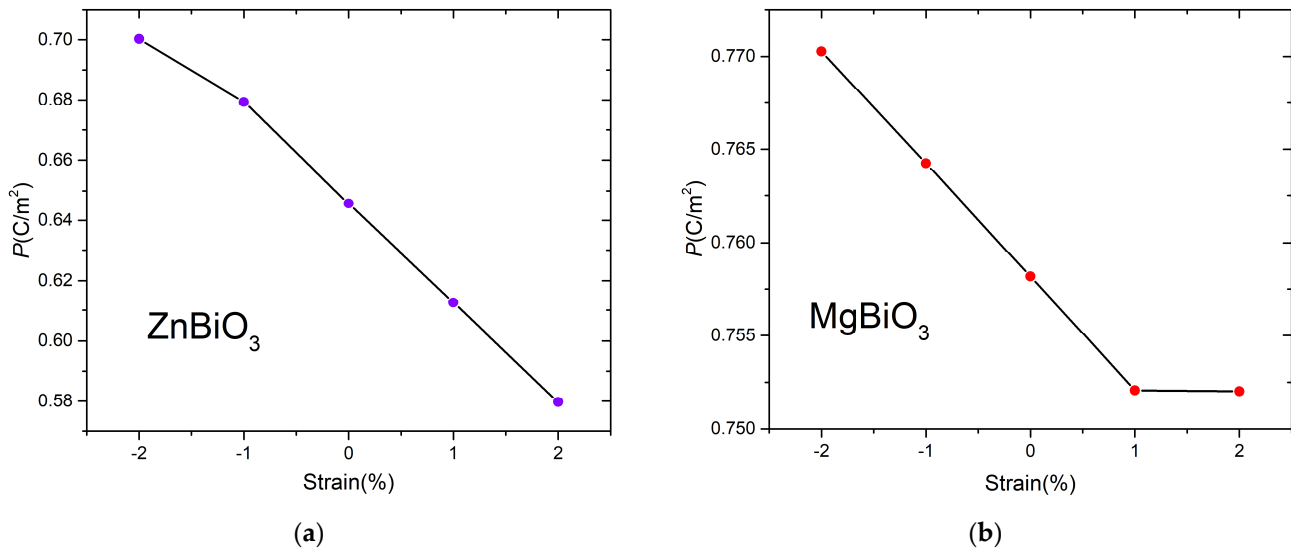 0.70
0.68
0.66
0.64
0.62
0.60
0.58
P(C/m²)
ZnBiO₃
-2 -1 0 1 2
Strain(%)
(a)
0.770
0.765
0.760
0.755
0.750
P(C/m²)
MgBiO₃
-2 -1 0 1 2
Strain(%)
(b)